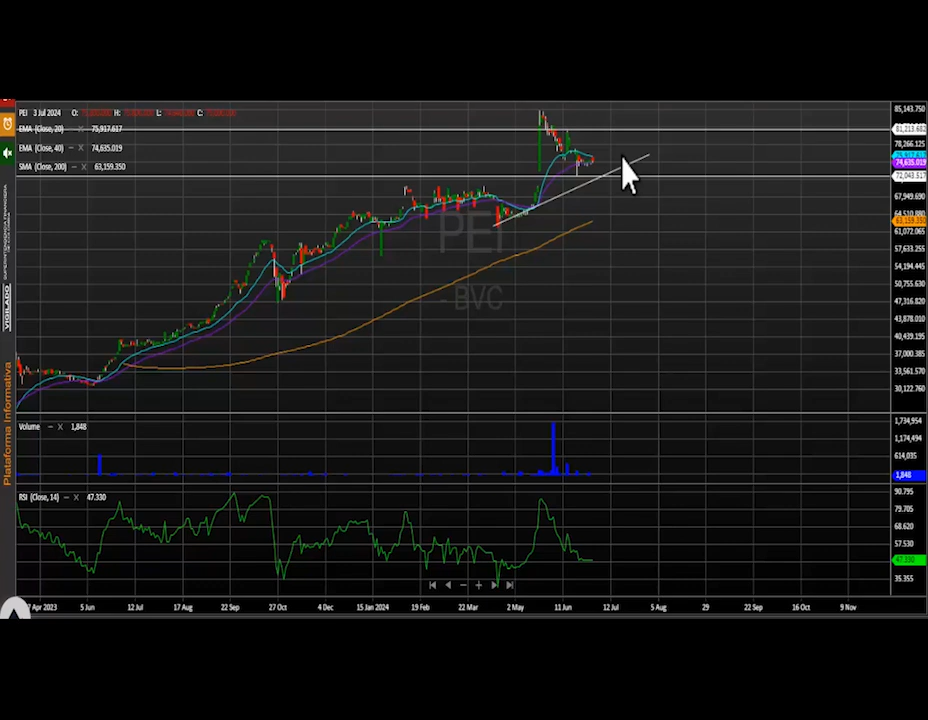 PEI 3 Jul 2024 O: H: L: C:
EMA (Close, 20) − X 75,917.617
EMA (Close, 40) − X 74,635.019
SMA (Close, 200) − X 63,159.350
85,143.750
81,213.682
78,266.125
74,635.019
72,043.517
67,949.690
64,510.880
63,159.350
61,072.065
57,633.255
54,194.445
50,755.630
47,316.820
43,878.010
40,439.195
37,000.385
33,561.570
30,122.760
PEI
- BVC
VIGILADO
Plataforma Informativa
Volume − X 1,848
1,734,954
1,174,494
614,035
1,848
RSI (Close, 14) − X 47.330
90.795
79.705
68.620
57.530
47.330
35.355
Apr 2023 5 Jun 12 Jul 17 Aug 22 Sep 27 Oct 4 Dec 15 Jan 2024 19 Feb 22 Mar 2 May 11 Jun 12 Jul 5 Aug 29 22 Sep 16 Oct 9 Nov